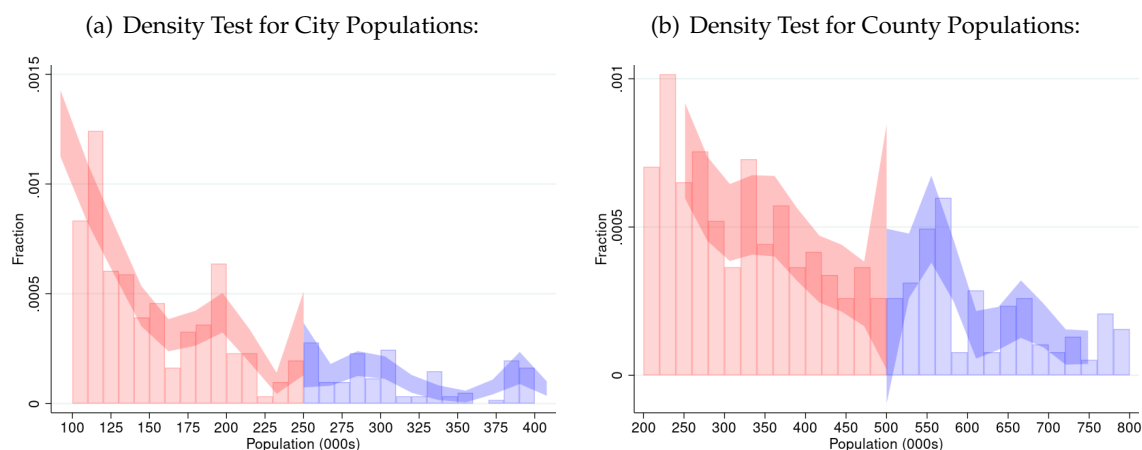 (a) Density Test for City Populations:
.0015
.001
.0005
0
Fraction
100 125 150 175 200 225 250 275 300 325 350 375 400
Population (000s)
(b) Density Test for County Populations:
.001
.0005
0
Fraction
200 250 300 350 400 450 500 550 600 650 700 750 800
Population (000s)